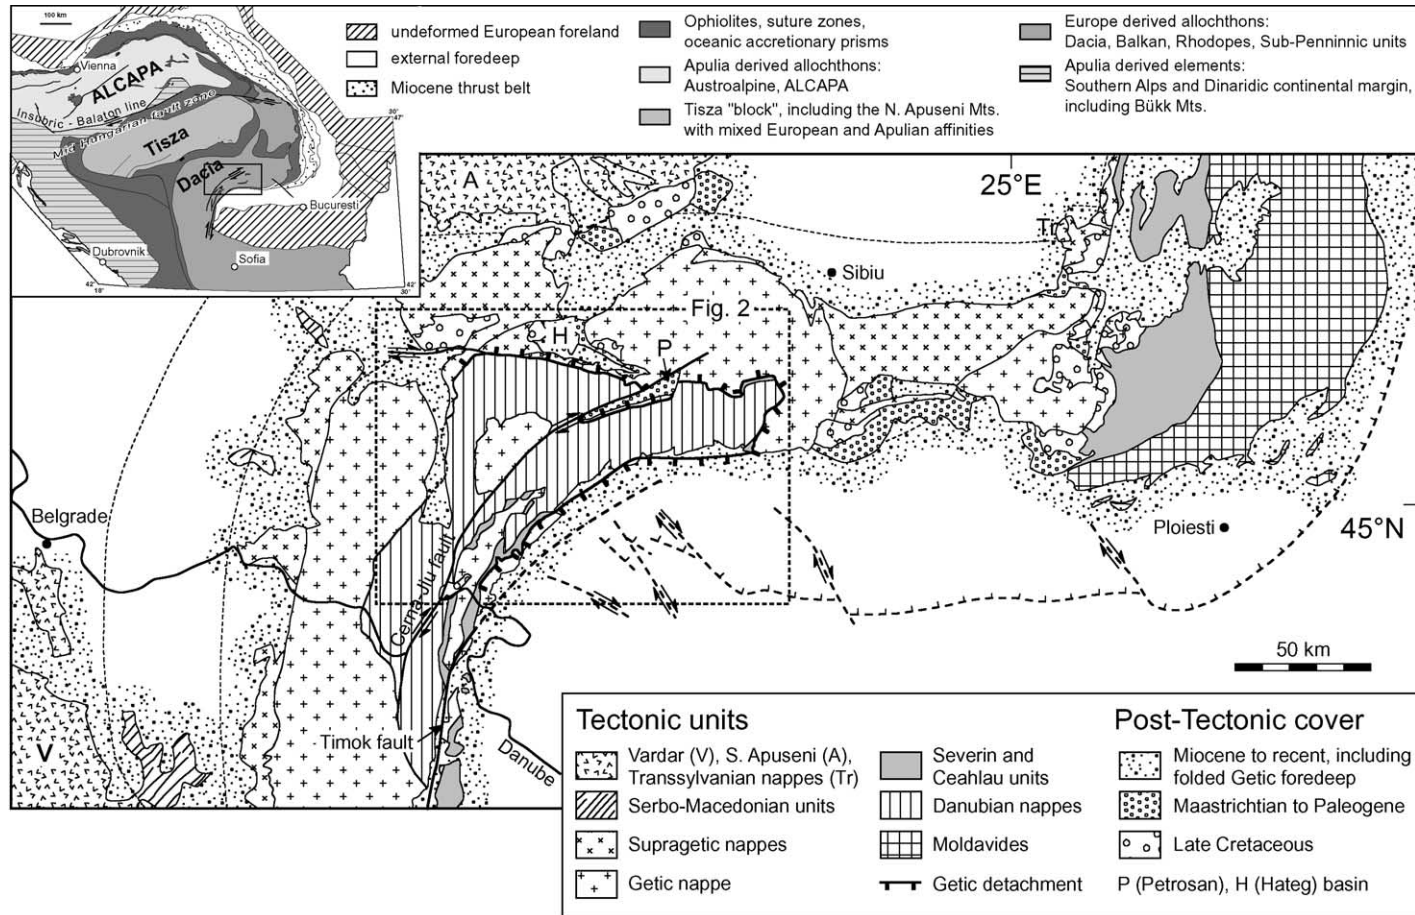 100 km
Vienna
ALCAPA
Insubric - Balaton line
Mid Hungarian fault zone
Tisza
Dacia
Bucuresti
Dubrovnik
Sofia
20°
47°
42°
18°
42°
30°
undeformed European foreland
external foredeep
Miocene thrust belt
Ophiolites, suture zones,
oceanic accretionary prisms
Apulia derived allochthons:
Austroalpine, ALCAPA
Tisza "block", including the N. Apuseni Mts.
with mixed European and Apulian affinities
Europe derived allochthons:
Dacia, Balkan, Rhodopes, Sub-Penninnic units
Apulia derived elements:
Southern Alps and Dinaridic continental margin,
including Bükk Mts.
A
25°E
Tr
Sibiu
Fig. 2
H
P
Belgrade
Cerna-Jiu fault
Ploiesti
45°N
V
Timok fault
Danube
50 km
Tectonic units
Vardar (V), S. Apuseni (A),
Transsylvanian nappes (Tr)
Serbo-Macedonian units
Supragetic nappes
Getic nappe
Severin and
Ceahlau units
Danubian nappes
Moldavides
Getic detachment
Post-Tectonic cover
Miocene to recent, including
folded Getic foredeep
Maastrichtian to Paleogene
Late Cretaceous
P (Petrosan), H (Hateg) basin